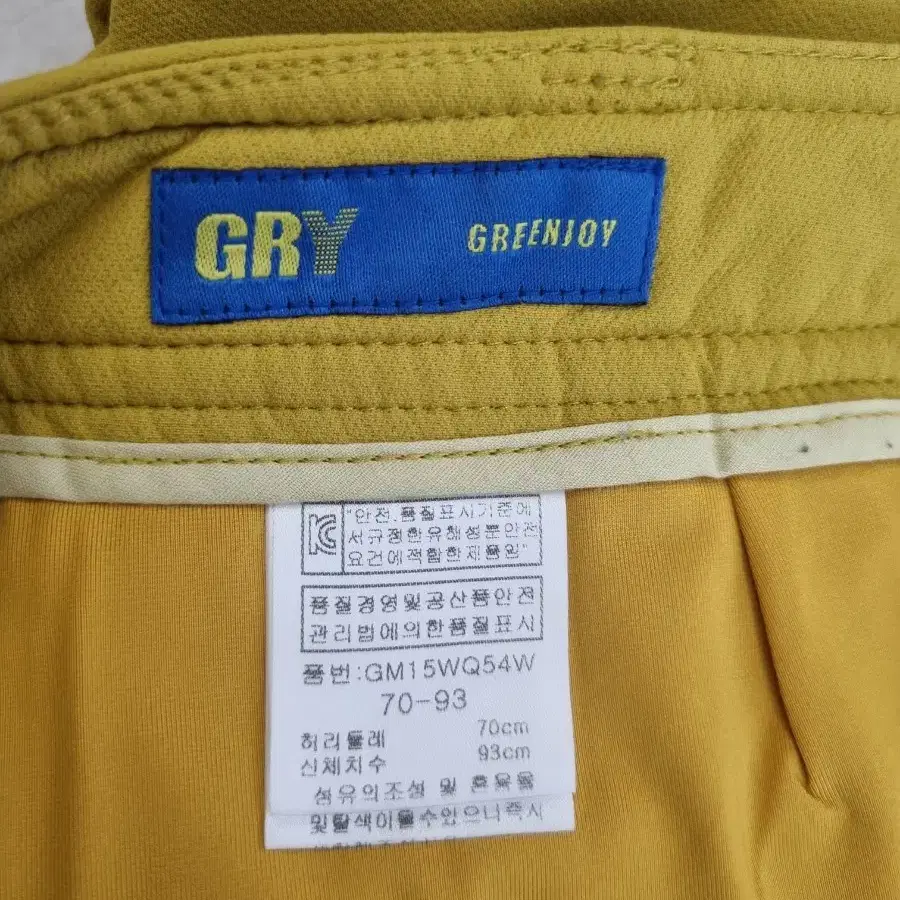 GRY GREENJOY
"안전.품질표시기준에
서규정한유해성분안전
요건에적합한제품임"
품질경영및공산품안전
관리법에의한품질표시
품번:GM15WQ54W
70-93
허리둘레 70cm
신체치수 93cm
섬유의조성 및 혼용율
및탈색이될수있으니즉시